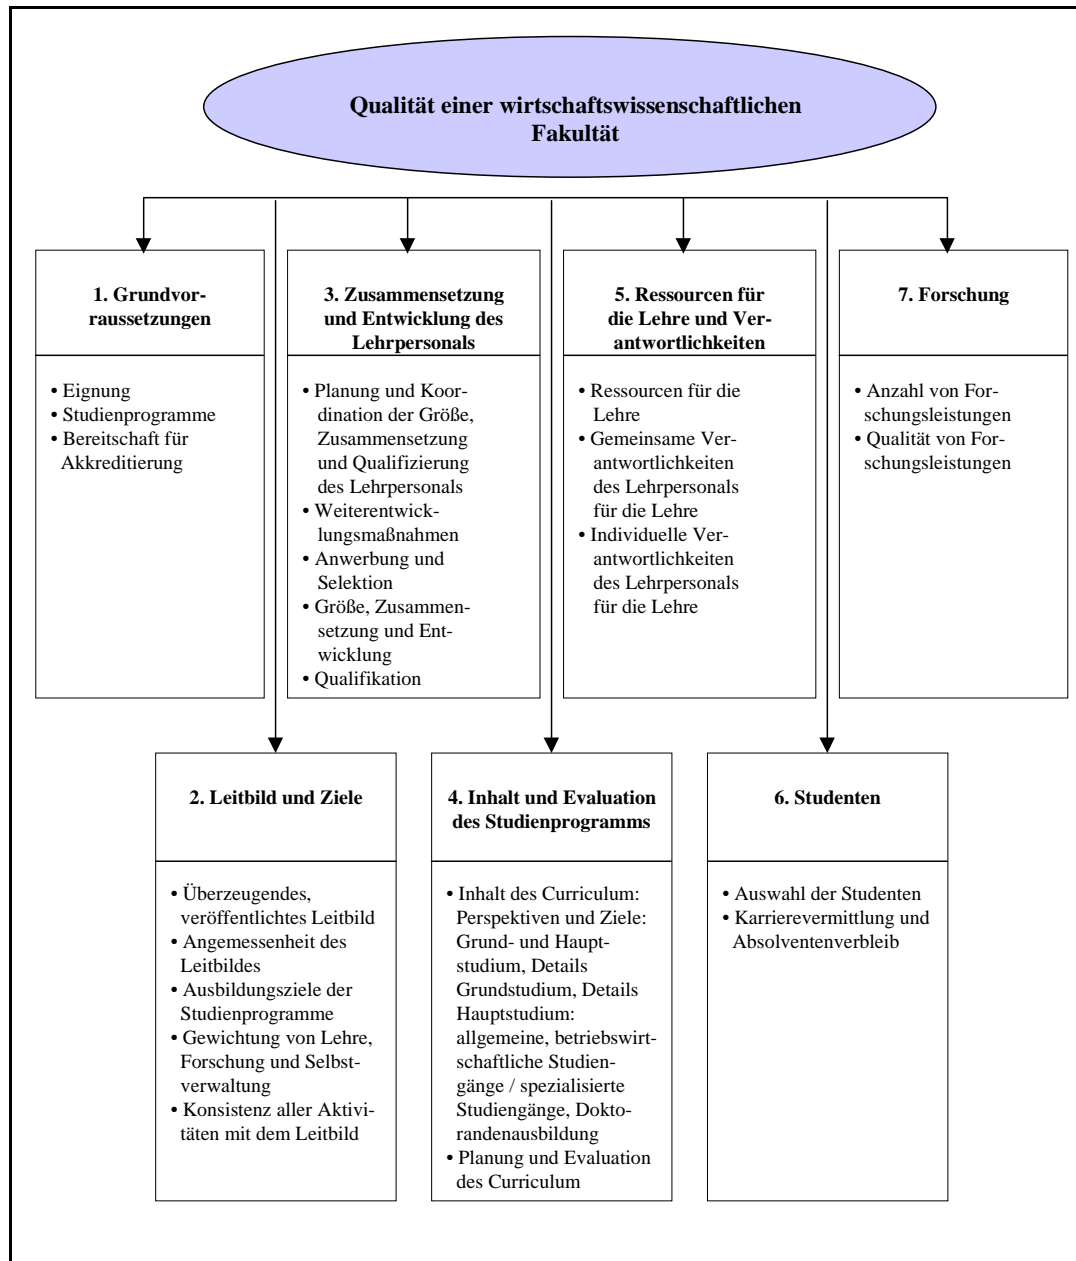 Qualität einer wirtschaftswissenschaftlichen
Fakultät
1. Grundvor-
raussetzungen
• Eignung
• Studienprogramme
• Bereitschaft für
Akkreditierung
3. Zusammensetzung
und Entwicklung des
Lehrpersonals
• Planung und Koor-
dination der Größe,
Zusammensetzung
und Qualifizierung
des Lehrpersonals
• Weiterentwick-
lungsmaßnahmen
• Anwerbung und
Selektion
• Größe, Zusammen-
setzung und Ent-
wicklung
• Qualifikation
5. Ressourcen für
die Lehre und Ver-
antwortlichkeiten
• Ressourcen für die
Lehre
• Gemeinsame Ver-
antwortlichkeiten
des Lehrpersonals
für die Lehre
• Individuelle Ver-
antwortlichkeiten
des Lehrpersonals
für die Lehre
7. Forschung
• Anzahl von For-
schungsleistungen
• Qualität von For-
schungsleistungen
2. Leitbild und Ziele
• Überzeugendes,
veröffentlichtes Leitbild
• Angemessenheit des
Leitbildes
• Ausbildungsziele der
Studienprogramme
• Gewichtung von Lehre,
Forschung und Selbst-
verwaltung
• Konsistenz aller Aktivi-
täten mit dem Leitbild
4. Inhalt und Evaluation
des Studienprogramms
• Inhalt des Curriculum:
Perspektiven und Ziele:
Grund- und Haupt-
studium, Details
Grundstudium, Details
Hauptstudium:
allgemeine, betriebswirt-
schaftliche Studien-
gänge / spezialisierte
Studiengänge, Dokto-
randenausbildung
• Planung und Evaluation
des Curriculum
6. Studenten
• Auswahl der Studenten
• Karrierevermittlung und
Absolventenverbleib